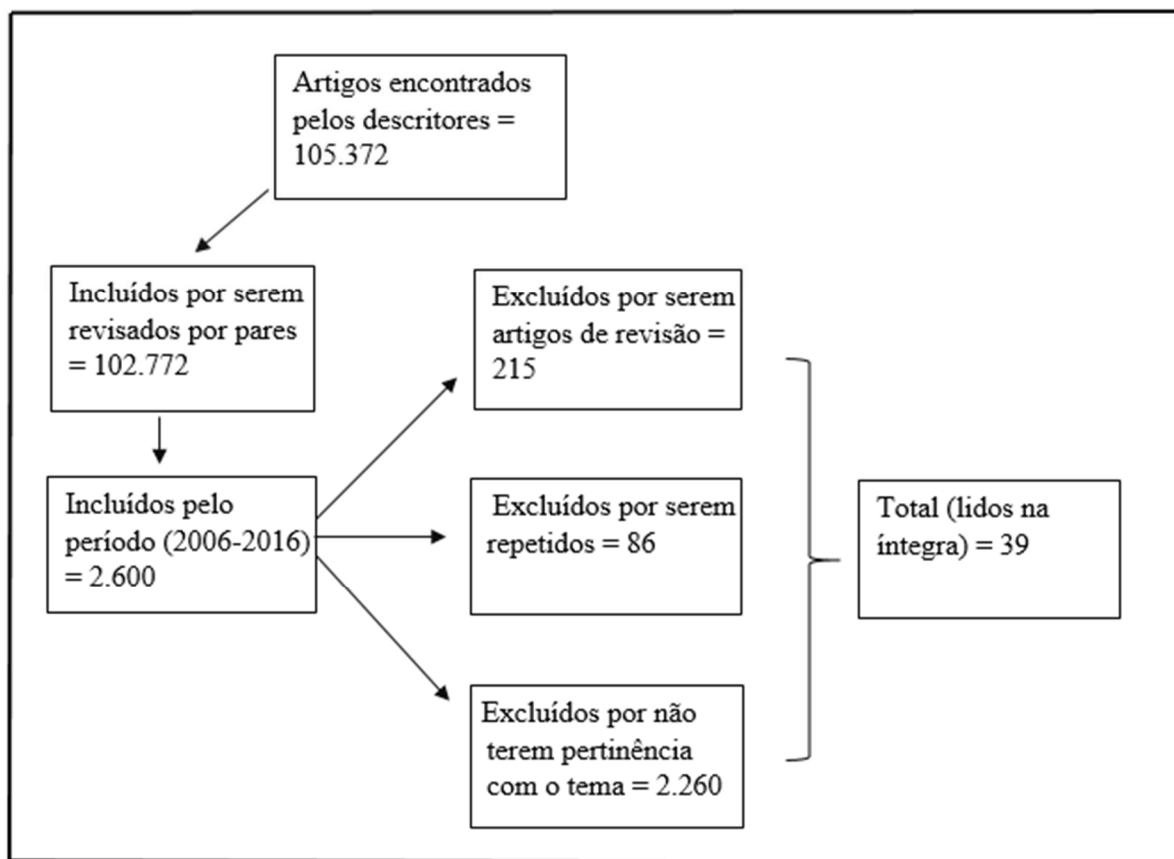 Artigos encontrados
pelos descritores =
105.372
Incluídos por serem
revisados por pares
= 102.772
Incluídos pelo
período (2006-2016)
= 2.600
Excluídos por serem
artigos de revisão =
215
Excluídos por serem
repetidos = 86
Excluídos por não
terem pertinência
com o tema = 2.260
Total (lidos na
íntegra) = 39